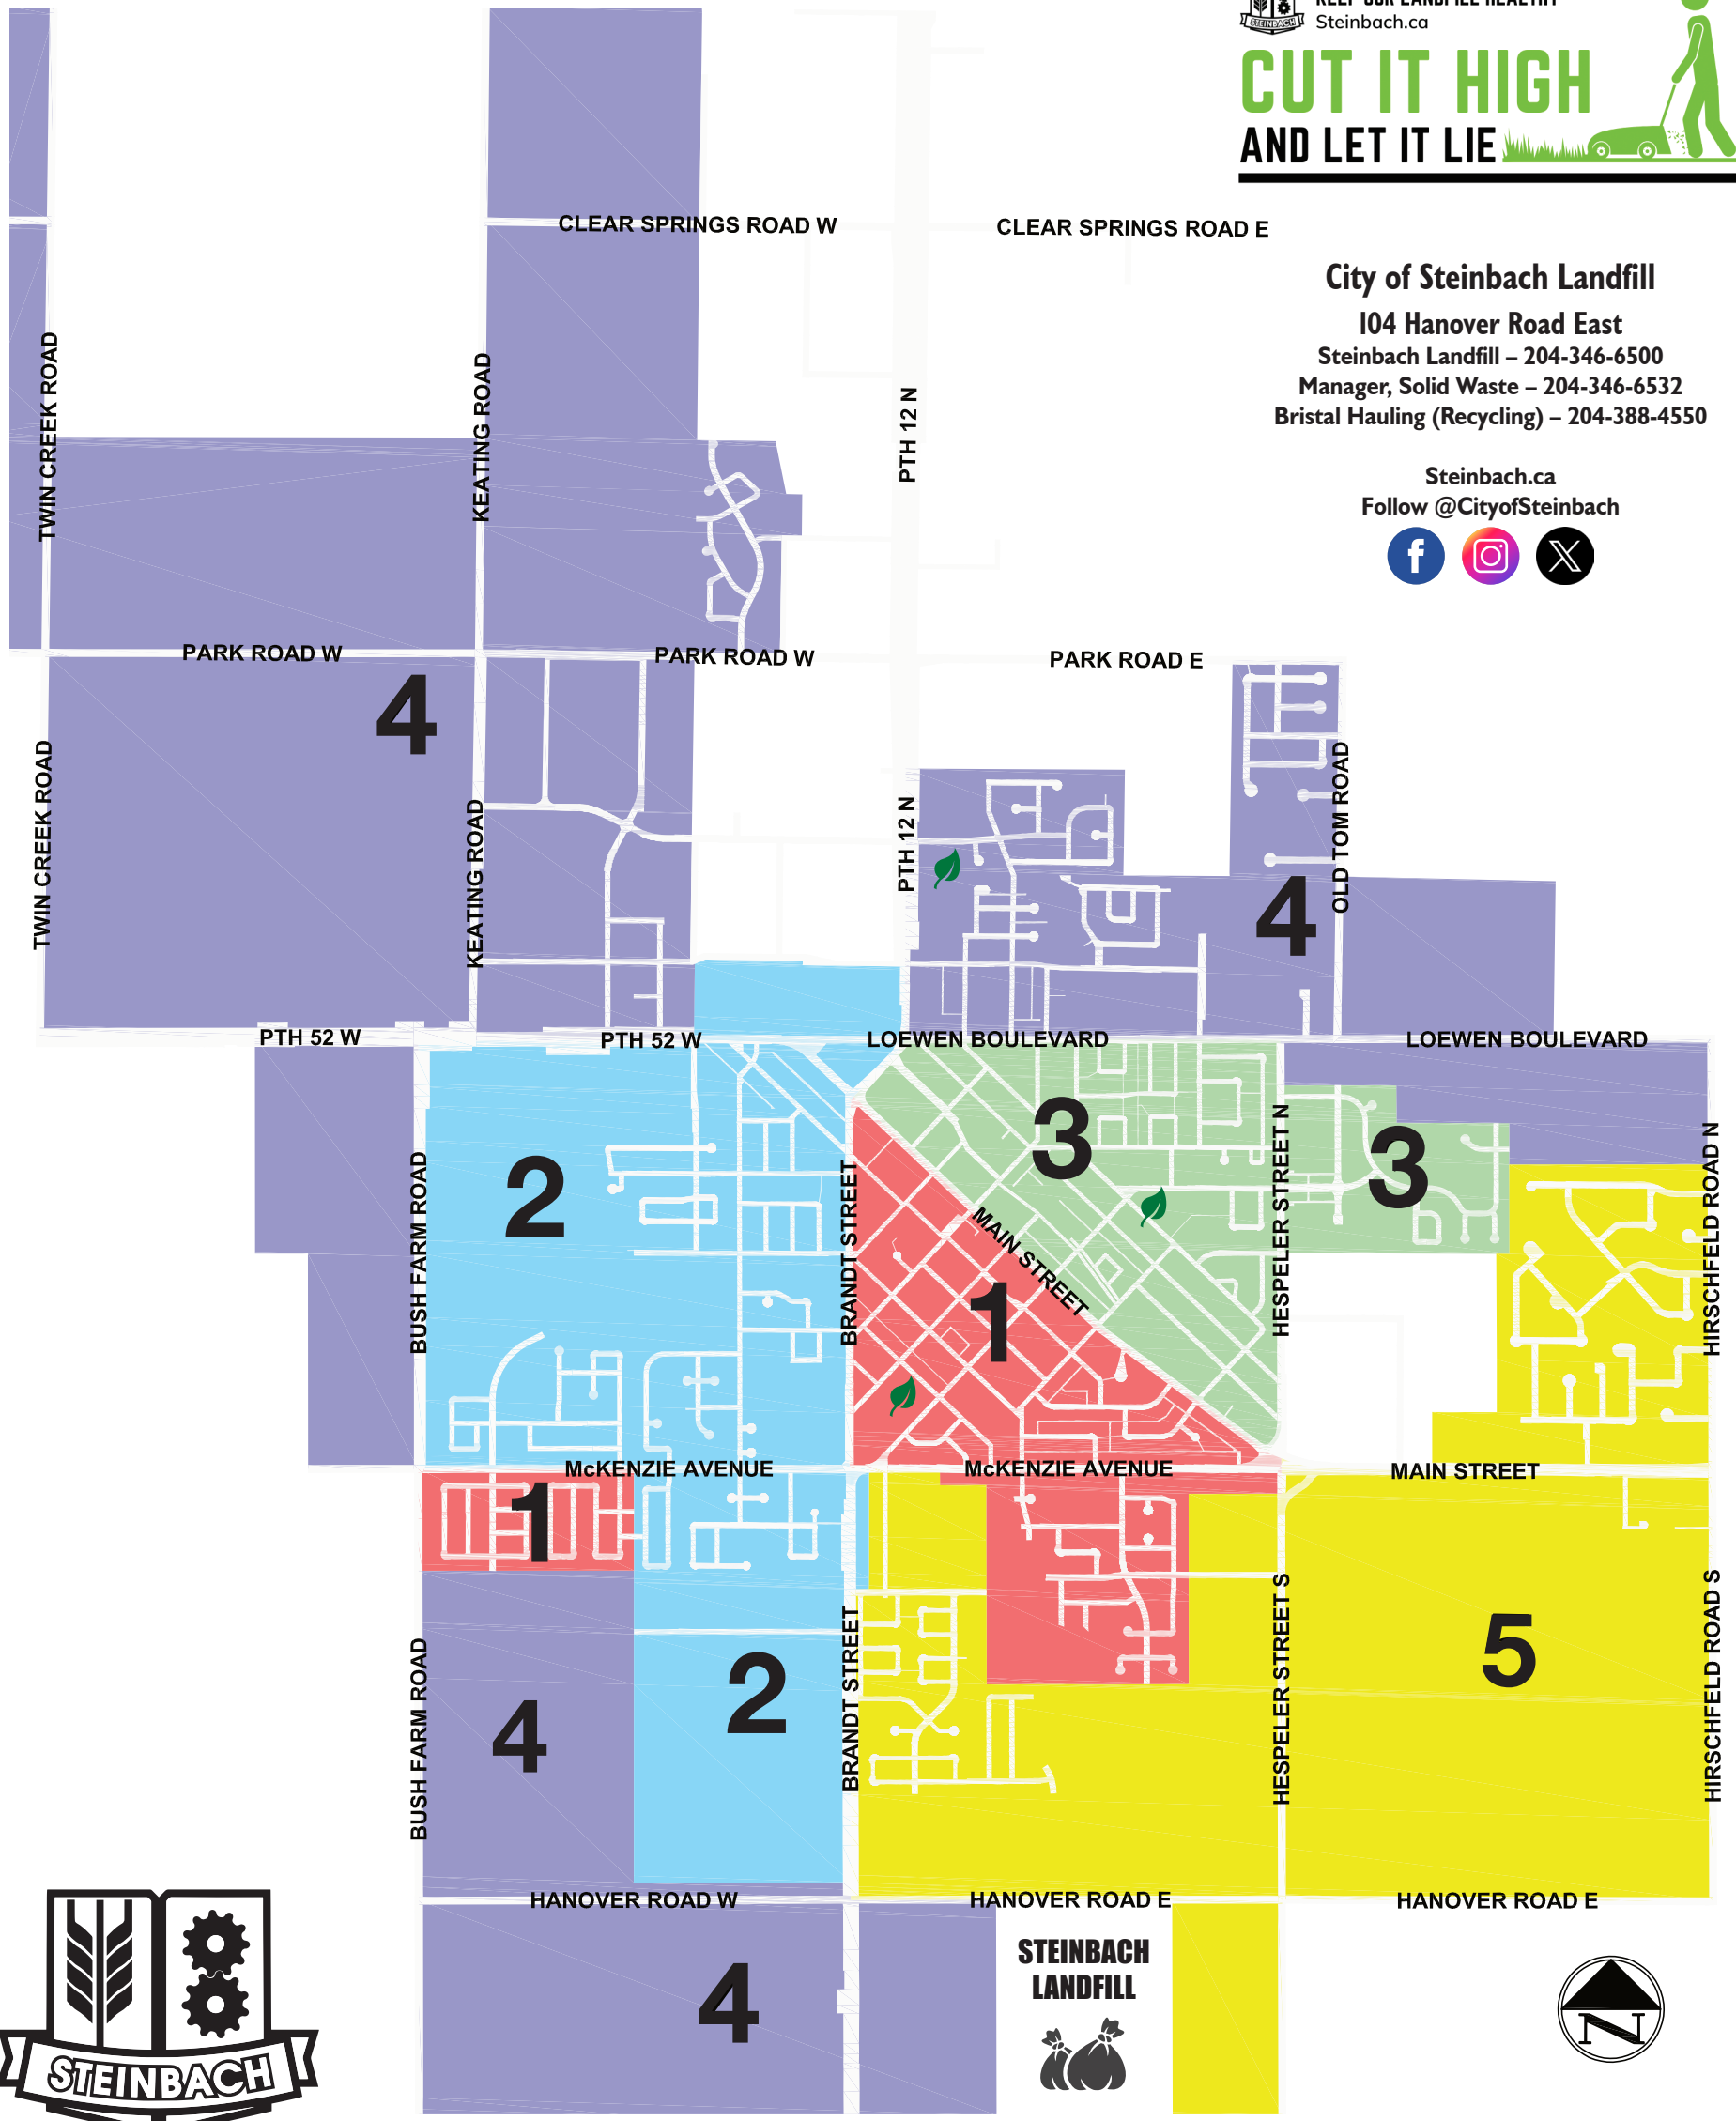 KEEP OUR LANDFILL HEALTHY
STEINBACH
Steinbach.ca
CUT IT HIGH
AND LET IT LIE
CLEAR SPRINGS ROAD W
CLEAR SPRINGS ROAD E
City of Steinbach Landfill
104 Hanover Road East
Steinbach Landfill – 204-346-6500
Manager, Solid Waste – 204-346-6532
Bristal Hauling (Recycling) – 204-388-4550
Steinbach.ca
Follow @CityofSteinbach
TWIN CREEK ROAD
KEATING ROAD
PTH 12 N
PARK ROAD W
PARK ROAD W
PARK ROAD E
4
TWIN CREEK ROAD
KEATING ROAD
PTH 12 N
OLD TOM ROAD
4
PTH 52 W
PTH 52 W
LOEWEN BOULEVARD
LOEWEN BOULEVARD
3
3
2
BUSH FARM ROAD
BRANDT STREET
MAIN STREET
HESPELER STREET N
HIRSCHFELD ROAD N
1
McKENZIE AVENUE
McKENZIE AVENUE
MAIN STREET
1
5
2
4
BUSH FARM ROAD
BRANDT STREET
HESPELER STREET S
HIRSCHFELD ROAD S
HANOVER ROAD W
HANOVER ROAD E
HANOVER ROAD E
STEINBACH
LANDFILL
4
N
STEINBACH